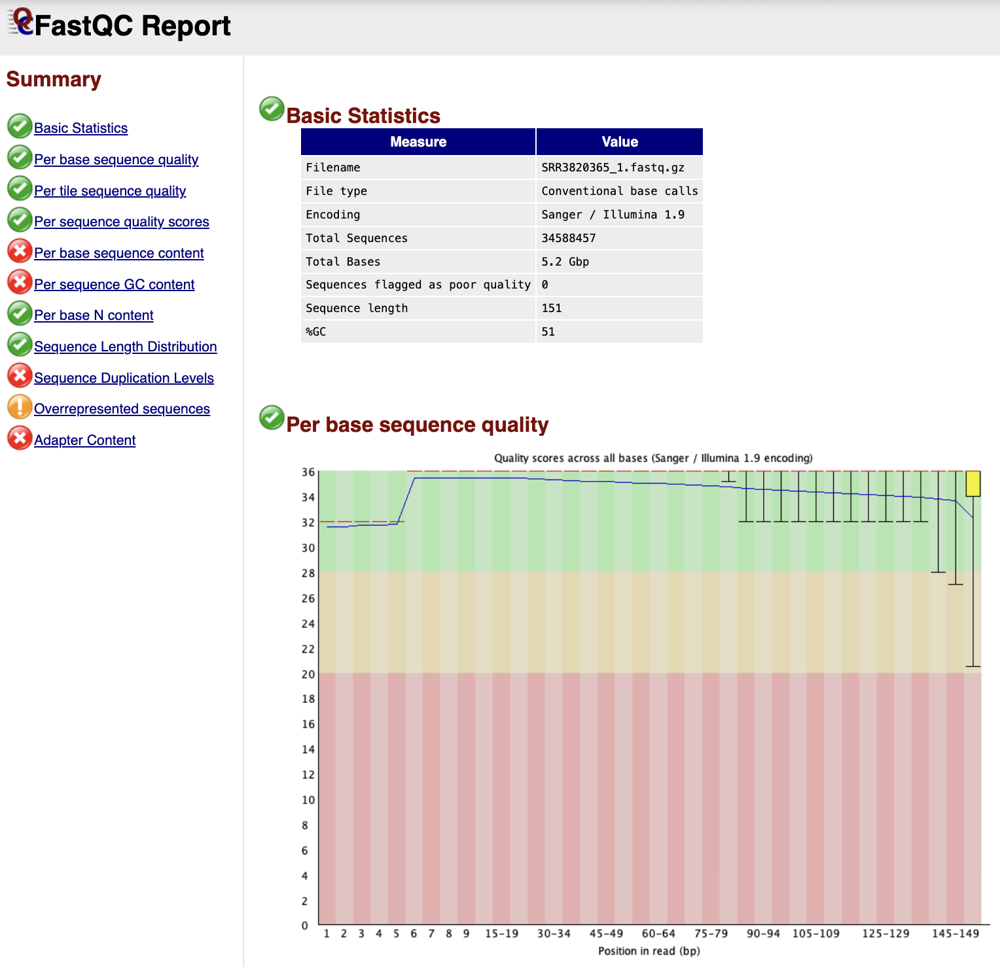 FastQC Report
Summary
Basic Statistics
Per base sequence quality
Per tile sequence quality
Per sequence quality scores
Per base sequence content
Per sequence GC content
Per base N content
Sequence Length Distribution
Sequence Duplication Levels
Overrepresented sequences
Adapter Content
Basic Statistics
Measure Value
Filename SRR3820365_1.fastq.gz
File type Conventional base calls
Encoding Sanger / Illumina 1.9
Total Sequences 34588457
Total Bases 5.2 Gbp
Sequences flagged as poor quality 0
Sequence length 151
%GC 51
Per base sequence quality
Quality scores across all bases (Sanger / Illumina 1.9 encoding)
36
34
32
30
28
26
24
22
20
18
16
14
12
10
8
6
4
2
0
1 2 3 4 5 6 7 8 9 15-19 30-34 45-49 60-64 75-79 90-94 105-109 125-129 145-149
Position in read (bp)